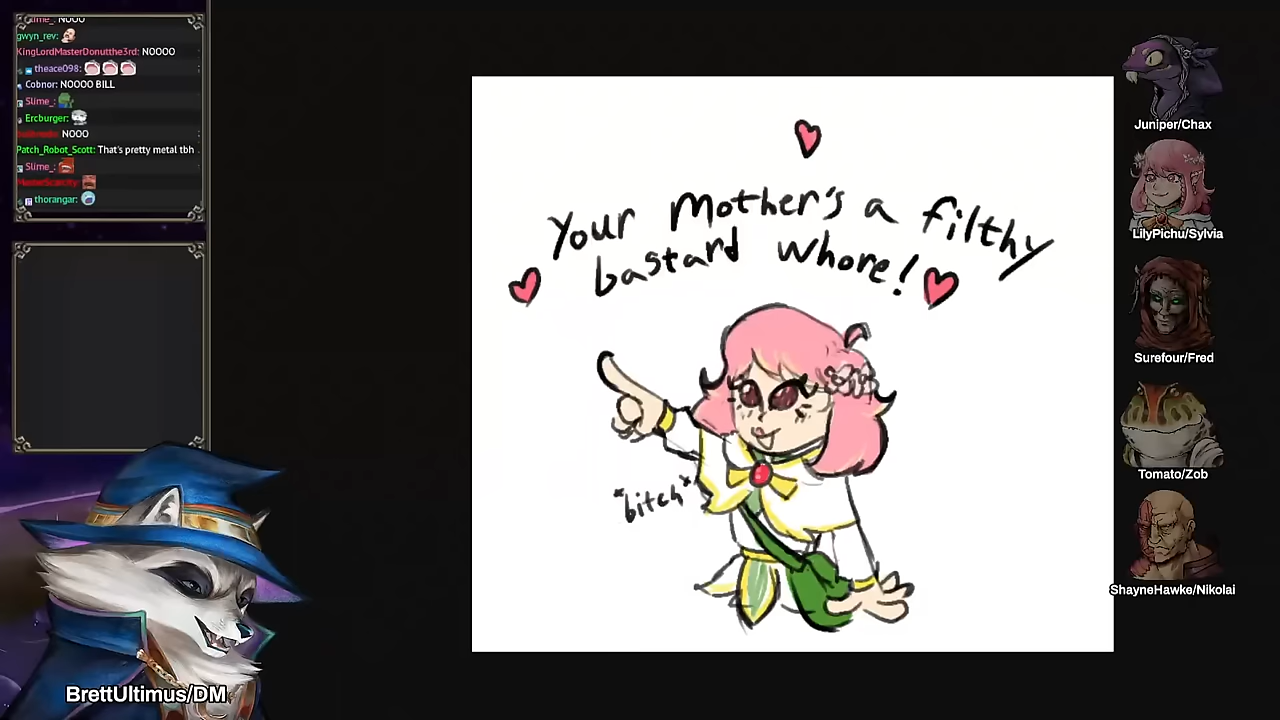 NOOO
gwyn_rev:
KingLordMasterDonutthe3rd: NOOOO
theace098:
Cobnor: NOOOO BILL
Slime_:
Ercburger:
NOOO
Patch_Robot_Scott: That's pretty metal tbh
Slime_:
MasterScarcity:
thorangar:
Your Mother's a filthy
bastard whore!
*bitch*
Juniper/Chax
LilyPichu/Sylvia
Surefour/Fred
Tomato/Zob
ShayneHawke/Nikolai
BrettUltimus/DM